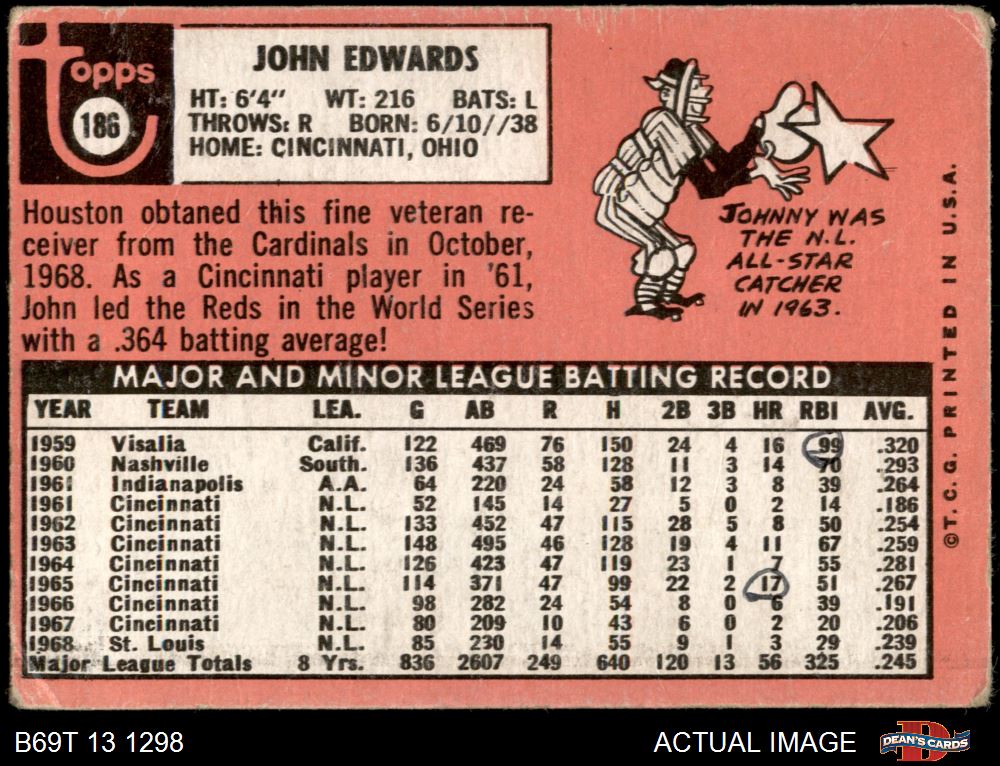 topps
186
JOHN EDWARDS
HT: 6'4" WT: 216 BATS: L
THROWS: R BORN: 6/10//38
HOME: CINCINNATI, OHIO
Houston obtaned this fine veteran re-
ceiver from the Cardinals in October,
1968. As a Cincinnati player in '61,
John led the Reds in the World Series
with a .364 batting average!
JOHNNY WAS
THE N.L.
ALL-STAR
CATCHER
IN 1963.
MAJOR AND MINOR LEAGUE BATTING RECORD
YEAR TEAM LEA. G AB R H 2B 3B HR RBI AVG.
1959 Visalia Calif. 122 469 76 150 24 4 16 99 .320
1960 Nashville South. 136 437 58 128 11 3 14 70 .293
1961 Indianapolis A.A. 64 220 24 58 12 3 8 39 .264
1961 Cincinnati N.L. 52 145 14 27 5 0 2 14 .186
1962 Cincinnati N.L. 133 452 47 115 28 5 8 50 .254
1963 Cincinnati N.L. 148 495 46 128 19 4 11 67 .259
1964 Cincinnati N.L. 126 423 47 119 23 1 7 55 .281
1965 Cincinnati N.L. 114 371 47 99 22 2 17 51 .267
1966 Cincinnati N.L. 98 282 24 54 8 0 6 39 .191
1967 Cincinnati N.L. 80 209 10 43 6 0 2 20 .206
1968 St. Louis N.L. 85 230 14 55 9 1 3 29 .239
Major League Totals 8 Yrs. 836 2607 249 640 120 13 56 325 .245
©T. C. G. PRINTED IN U.S.A.
B69T 13 1298
ACTUAL IMAGE
DEAN'S CARDS